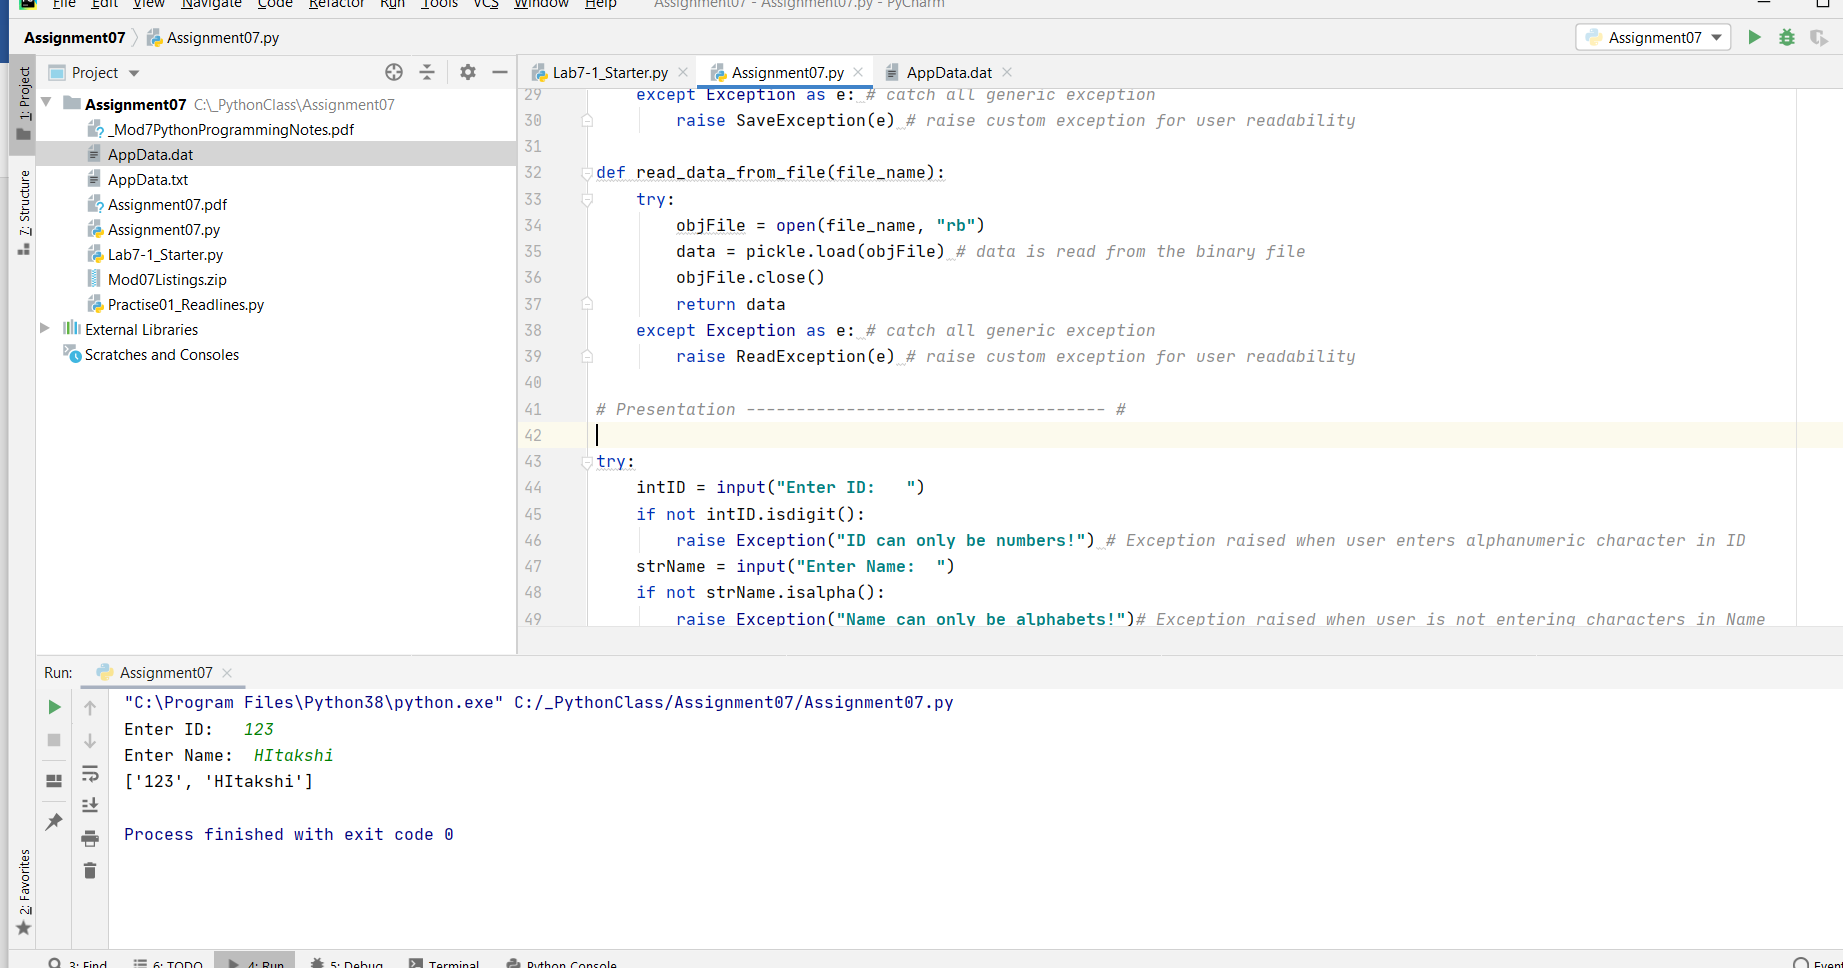 File Edit View Navigate Code Refactor Run Tools VCS Window Help Assignment07 - Assignment07.py - PyCharm
Assignment07 Assignment07.py Assignment07
1: Project
7: Structure
2: Favorites
Project
Assignment07 C:\_PythonClass\Assignment07
_Mod7PythonProgrammingNotes.pdf
AppData.dat
AppData.txt
Assignment07.pdf
Assignment07.py
Lab7-1_Starter.py
Mod07Listings.zip
Practise01_Readlines.py
External Libraries
Scratches and Consoles
Lab7-1_Starter.py Assignment07.py AppData.dat
29 except Exception as e: # catch all generic exception
30 raise SaveException(e) # raise custom exception for user readability
31
32 def read_data_from_file(file_name):
33 try:
34 objFile = open(file_name, "rb")
35 data = pickle.load(objFile) # data is read from the binary file
36 objFile.close()
37 return data
38 except Exception as e: # catch all generic exception
39 raise ReadException(e) # raise custom exception for user readability
40
41 # Presentation ------------------------------------ #
42
43 try:
44 intID = input("Enter ID:   ")
45 if not intID.isdigit():
46 raise Exception("ID can only be numbers!") # Exception raised when user enters alphanumeric character in ID
47 strName = input("Enter Name:  ")
48 if not strName.isalpha():
49 raise Exception("Name can only be alphabets!")# Exception raised when user is not entering characters in Name
Run: Assignment07
"C:\Program Files\Python38\python.exe" C:/_PythonClass/Assignment07/Assignment07.py
Enter ID:   123
Enter Name:  HItakshi
['123', 'HItakshi']
Process finished with exit code 0
3: Find 6: TODO 4: Run 5: Debug Terminal Python Console Event